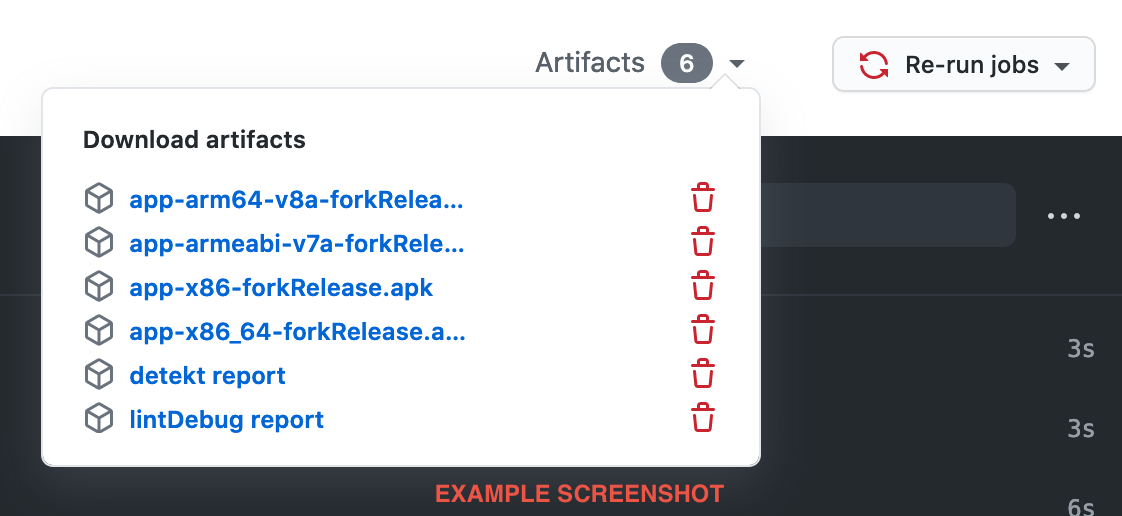 Artifacts 6
Re-run jobs
Download artifacts
app-arm64-v8a-forkRelea...
app-armeabi-v7a-forkRele...
app-x86-forkRelease.apk
app-x86_64-forkRelease.a...
detekt report
lintDebug report
3s
3s
EXAMPLE SCREENSHOT
6s